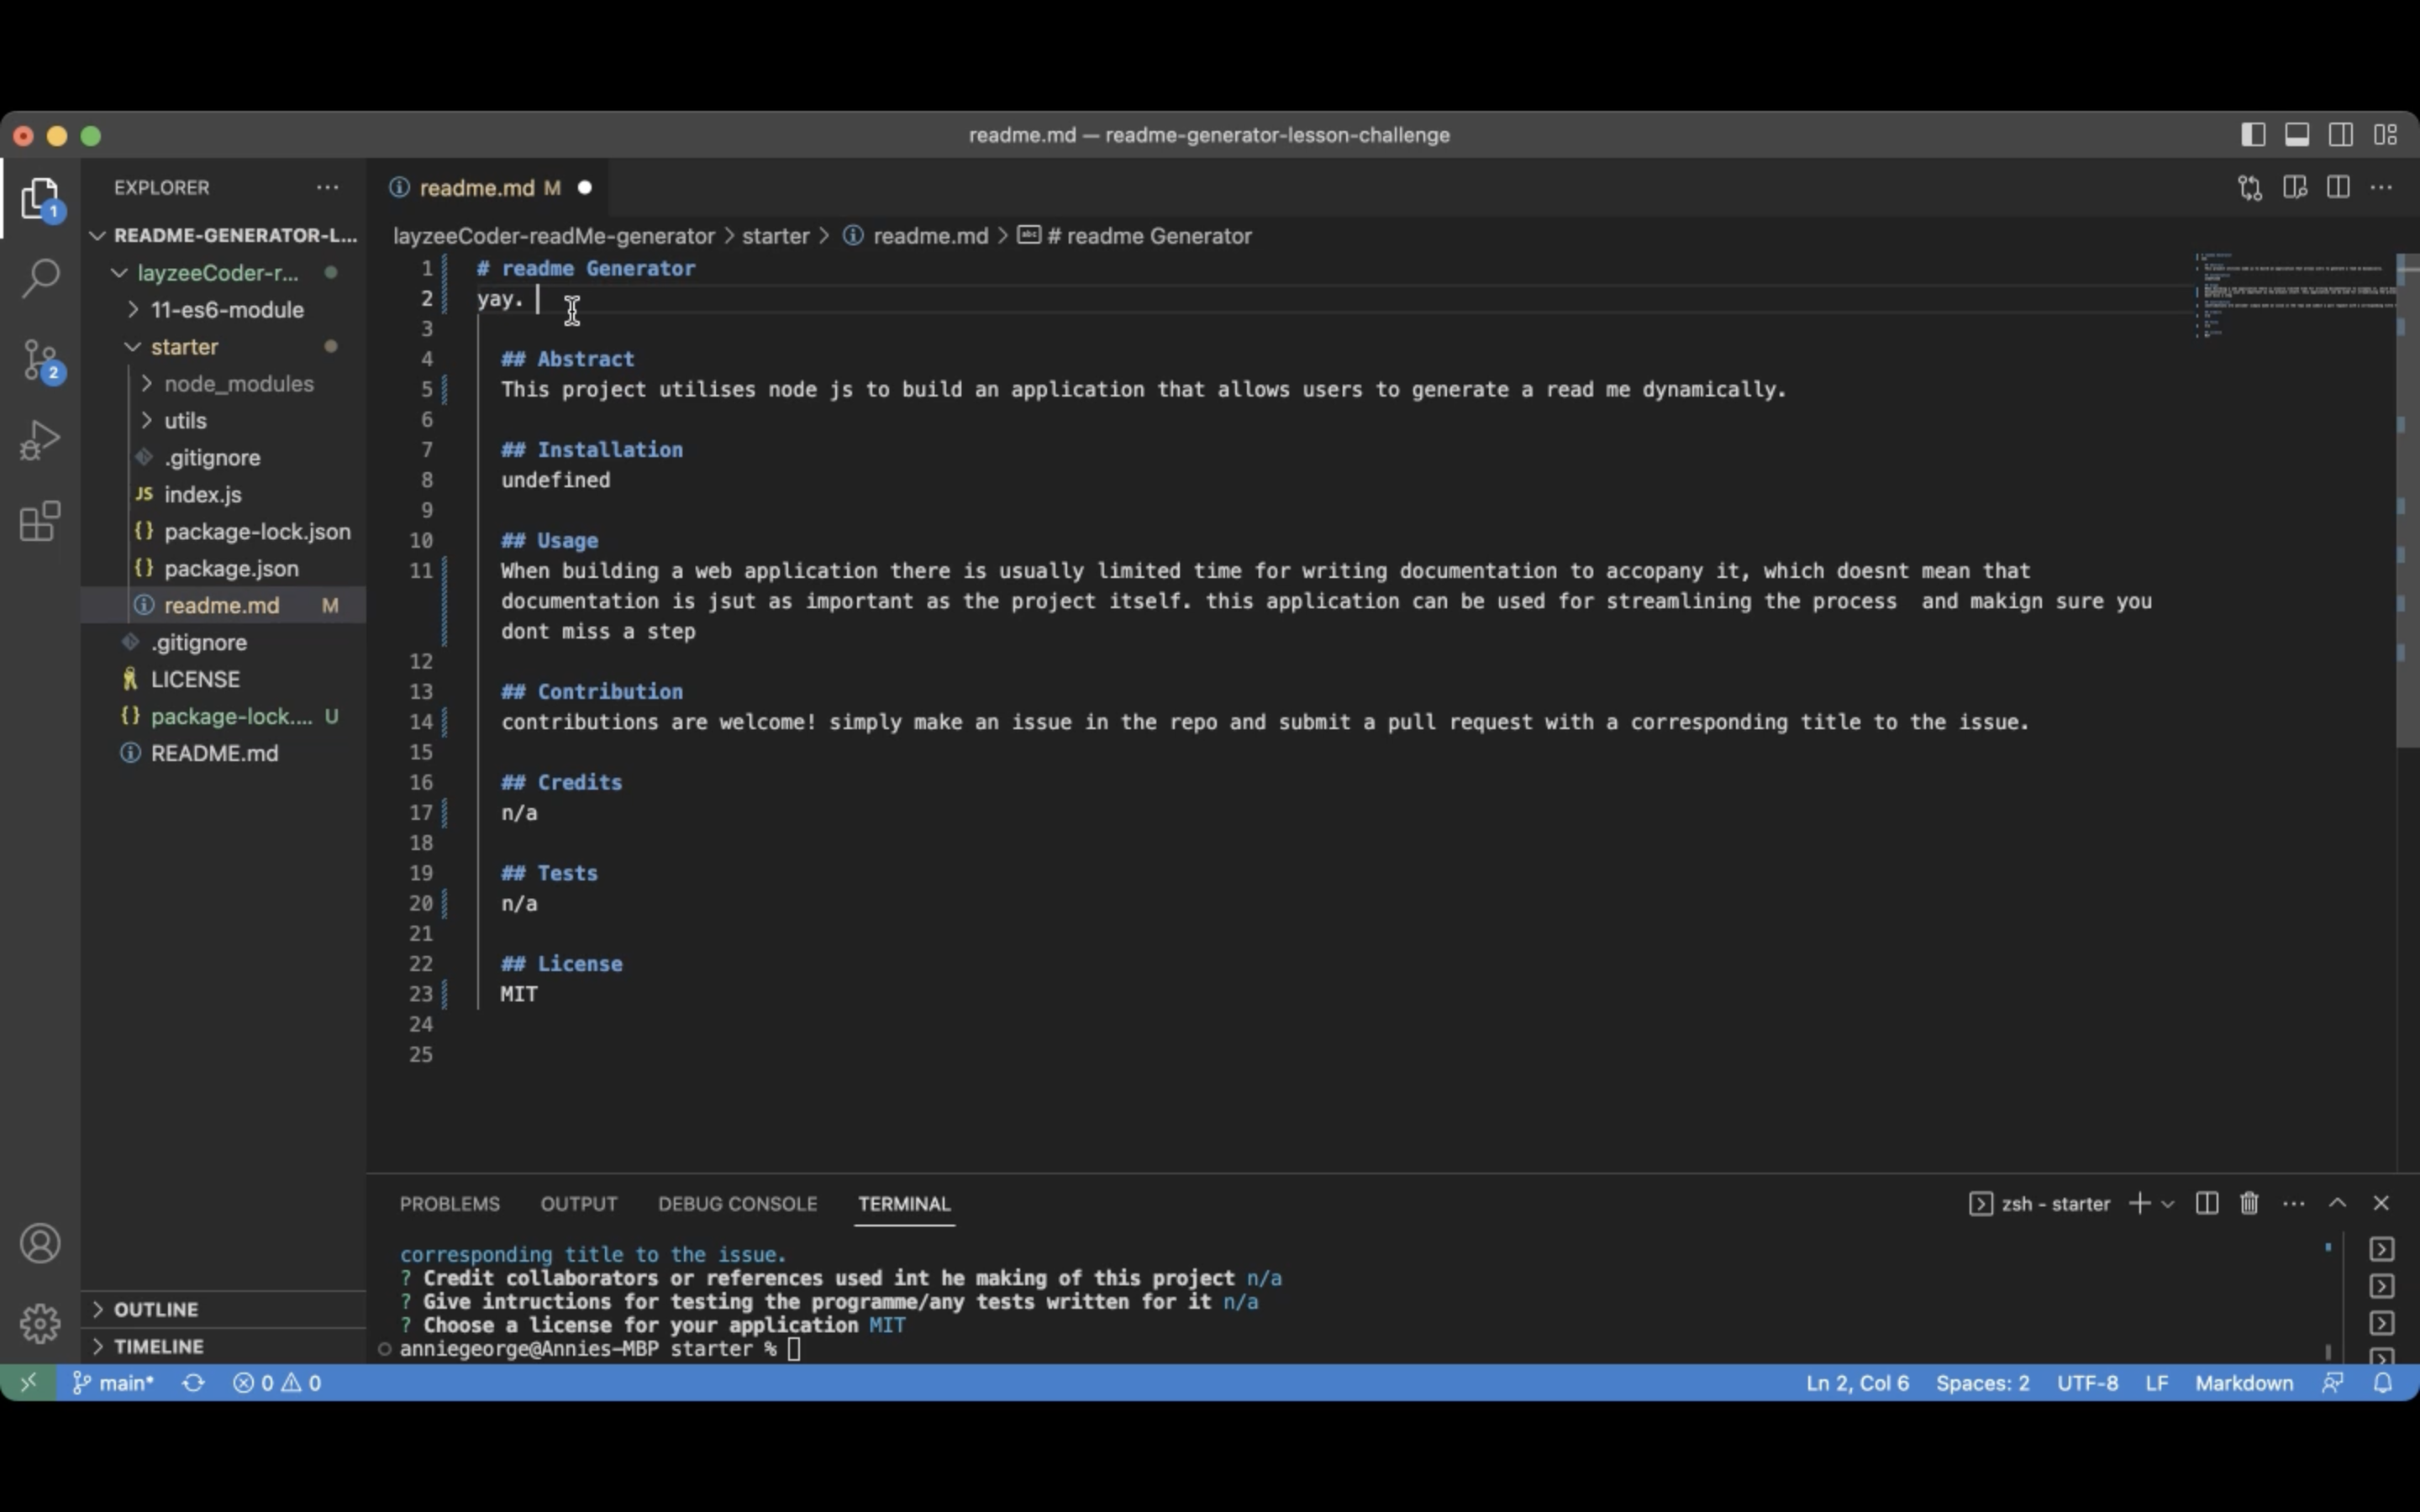 readme.md — readme-generator-lesson-challenge
EXPLORER
README-GENERATOR-L...
layzeeCoder-r...
11-es6-module
starter
node_modules
utils
.gitignore
JS index.js
{} package-lock.json
{} package.json
readme.md M
.gitignore
LICENSE
{} package-lock.... U
README.md
OUTLINE
TIMELINE
1
2
readme.md M
layzeeCoder-readMe-generator > starter > readme.md > abc # readme Generator
1 # readme Generator
2 yay.
3
4 ## Abstract
5 This project utilises node js to build an application that allows users to generate a read me dynamically.
6
7 ## Installation
8 undefined
9
10 ## Usage
11 When building a web application there is usually limited time for writing documentation to accopany it, which doesnt mean that
documentation is jsut as important as the project itself. this application can be used for streamlining the process  and makign sure you
dont miss a step
12
13 ## Contribution
14 contributions are welcome! simply make an issue in the repo and submit a pull request with a corresponding title to the issue.
15
16 ## Credits
17 n/a
18
19 ## Tests
20 n/a
21
22 ## License
23 MIT
24
25
PROBLEMS OUTPUT DEBUG CONSOLE TERMINAL zsh - starter
corresponding title to the issue.
? Credit collaborators or references used int he making of this project n/a
? Give intructions for testing the programme/any tests written for it n/a
? Choose a license for your application MIT
anniegeorge@Annies-MBP starter %
main* 0 0 Ln 2, Col 6 Spaces: 2 UTF-8 LF Markdown